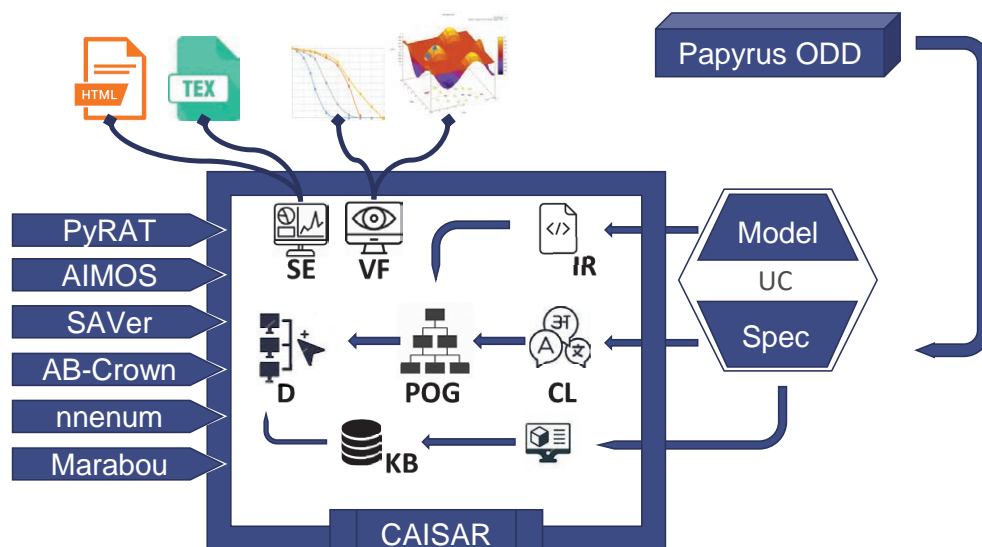 Papyrus ODD
HTML
TEX
PyRAT
AIMOS
SAVer
AB-Crown
nnenum
Marabou
SE
VF
</>
IR
Model
UC
Spec
D
POG
अ
A
文
CL
KB
CAISAR